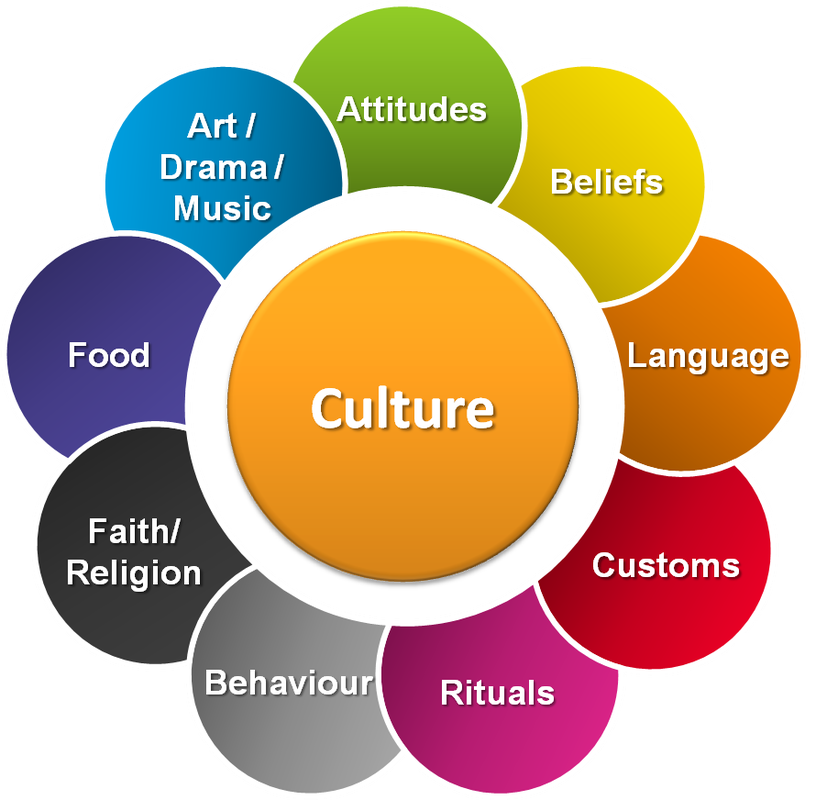 Attitudes
Beliefs
Language
Customs
Rituals
Behaviour
Faith/
Religion
Food
Art /
Drama /
Music
Culture